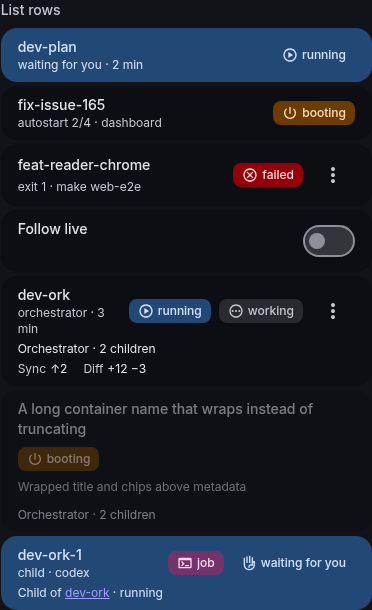 List rows
dev-plan
waiting for you · 2 min
running
fix-issue-165
autostart 2/4 · dashboard
booting
feat-reader-chrome
exit 1 · make web-e2e
failed
Follow live
dev-ork
orchestrator · 3
min
running
working
Orchestrator · 2 children
Sync ↑2 Diff +12 −3
A long container name that wraps instead of
truncating
booting
Wrapped title and chips above metadata
Orchestrator · 2 children
dev-ork-1
child · codex
job
waiting for you
Child of dev-ork · running